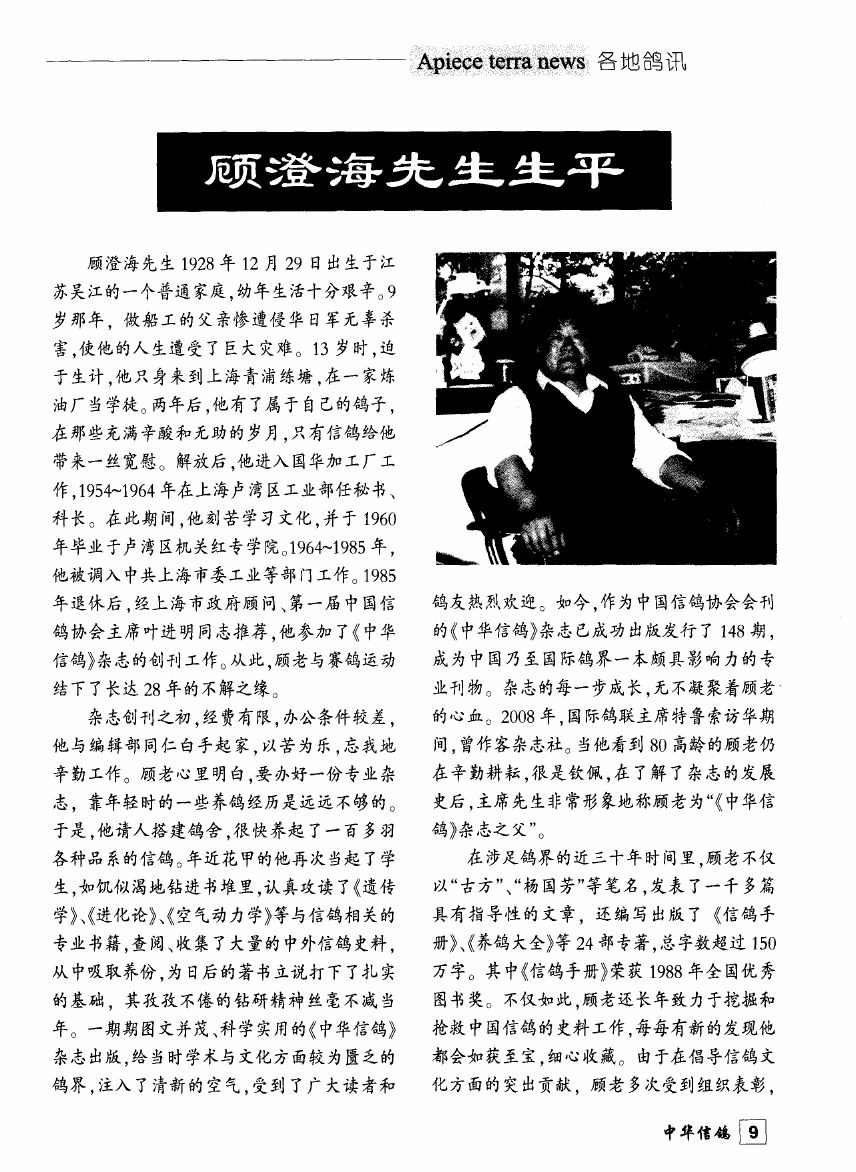 Apiece terra news 各地鸽讯
顾澄海先生生平
顾澄海先生1928年12月29日出生于江
苏吴江的一个普通家庭,幼年生活十分艰辛。9
岁那年，做船工的父亲惨遭侵华日军无辜杀
害,使他的人生遭受了巨大灾难。13岁时,迫
于生计,他只身来到上海青浦练塘,在一家炼
油厂当学徒。两年后,他有了属于自己的鸽子,
在那些充满辛酸和无助的岁月,只有信鸽给他
带来一丝宽慰。解放后,他进入国华加工厂工
作,1954~1964年在上海卢湾区工业部任秘书、
科长。在此期间,他刻苦学习文化,并于1960
年毕业于卢湾区机关红专学院。1964~1985年,
他被调入中共上海市委工业等部门工作。1985
年退休后,经上海市政府顾问、第一届中国信
鸽协会主席叶进明同志推荐,他参加了《中华
信鸽》杂志的创刊工作。从此,顾老与赛鸽运动
结下了长达28年的不解之缘。
杂志创刊之初,经费有限,办公条件较差,
他与编辑部同仁白手起家,以苦为乐,忘我地
辛勤工作。顾老心里明白,要办好一份专业杂
志，靠年轻时的一些养鸽经历是远远不够的。
于是,他请人搭建鸽舍,很快养起了一百多羽
各种品系的信鸽。年近花甲的他再次当起了学
生,如饥似渴地钻进书堆里,认真攻读了《遗传
学》、《进化论》、《空气动力学》等与信鸽相关的
专业书籍,查阅、收集了大量的中外信鸽史料,
从中吸取养份,为日后的著书立说打下了扎实
的基础，其孜孜不倦的钻研精神丝毫不减当
年。一期期图文并茂、科学实用的《中华信鸽》
杂志出版,给当时学术与文化方面较为匮乏的
鸽界,注入了清新的空气,受到了广大读者和
鸽友热烈欢迎。如今,作为中国信鸽协会会刊
的《中华信鸽》杂志已成功出版发行了148期,
成为中国乃至国际鸽界一本颇具影响力的专
业刊物。杂志的每一步成长,无不凝聚着顾老
的心血。2008年,国际鸽联主席特鲁索访华期
间,曾作客杂志社。当他看到80高龄的顾老仍
在辛勤耕耘,很是钦佩,在了解了杂志的发展
史后,主席先生非常形象地称顾老为“《中华信
鸽》杂志之父”。
在涉足鸽界的近三十年时间里,顾老不仅
以“古方”、“杨国芳”等笔名,发表了一千多篇
具有指导性的文章，还编写出版了《信鸽手
册》、《养鸽大全》等24部专著,总字数超过150
万字。其中《信鸽手册》荣获1988年全国优秀
图书奖。不仅如此,顾老还长年致力于挖掘和
抢救中国信鸽的史料工作,每每有新的发现他
都会如获至宝,细心收藏。由于在倡导信鸽文
化方面的突出贡献，顾老多次受到组织表彰,
中华信鸽 9